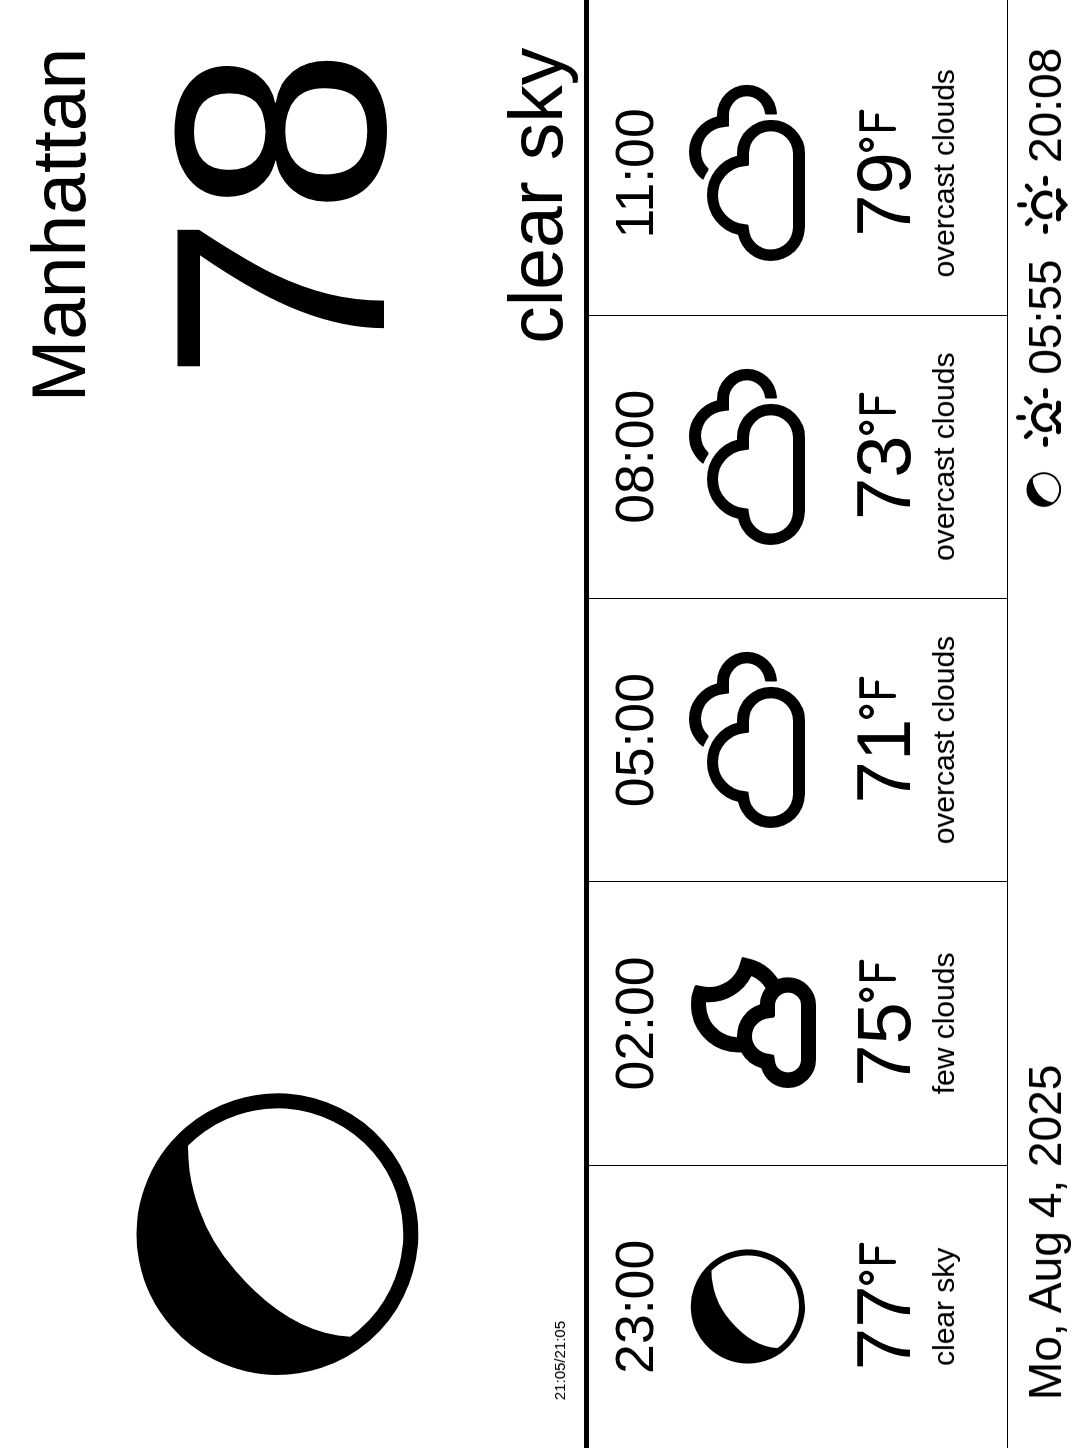 Manhattan
78
clear sky
21:05/21:05
23:00
77°F
clear sky
02:00
75°F
few clouds
05:00
71°F
overcast clouds
08:00
73°F
overcast clouds
11:00
79°F
overcast clouds
Mo, Aug 4, 2025
05:55
20:08